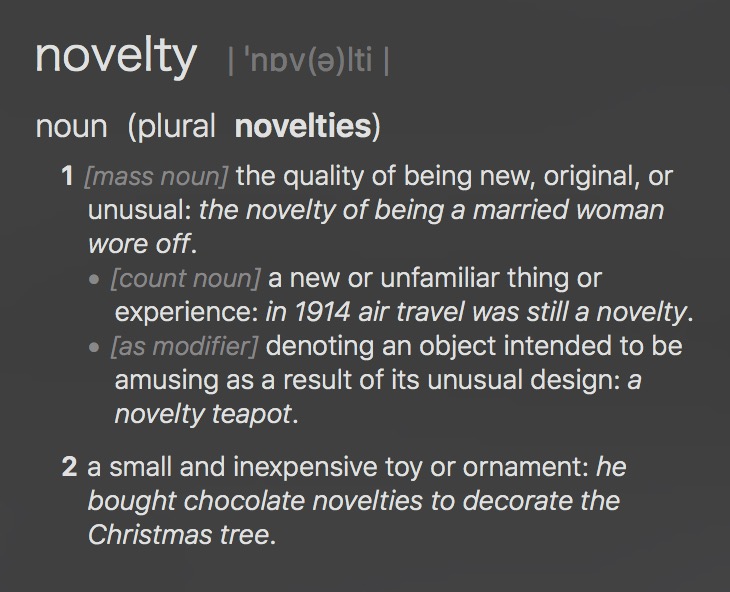 novelty | ˈnɒv(ə)lti |
noun (plural novelties)
1 [mass noun] the quality of being new, original, or
unusual: the novelty of being a married woman
wore off.
• [count noun] a new or unfamiliar thing or
experience: in 1914 air travel was still a novelty.
• [as modifier] denoting an object intended to be
amusing as a result of its unusual design: a
novelty teapot.
2 a small and inexpensive toy or ornament: he
bought chocolate novelties to decorate the
Christmas tree.